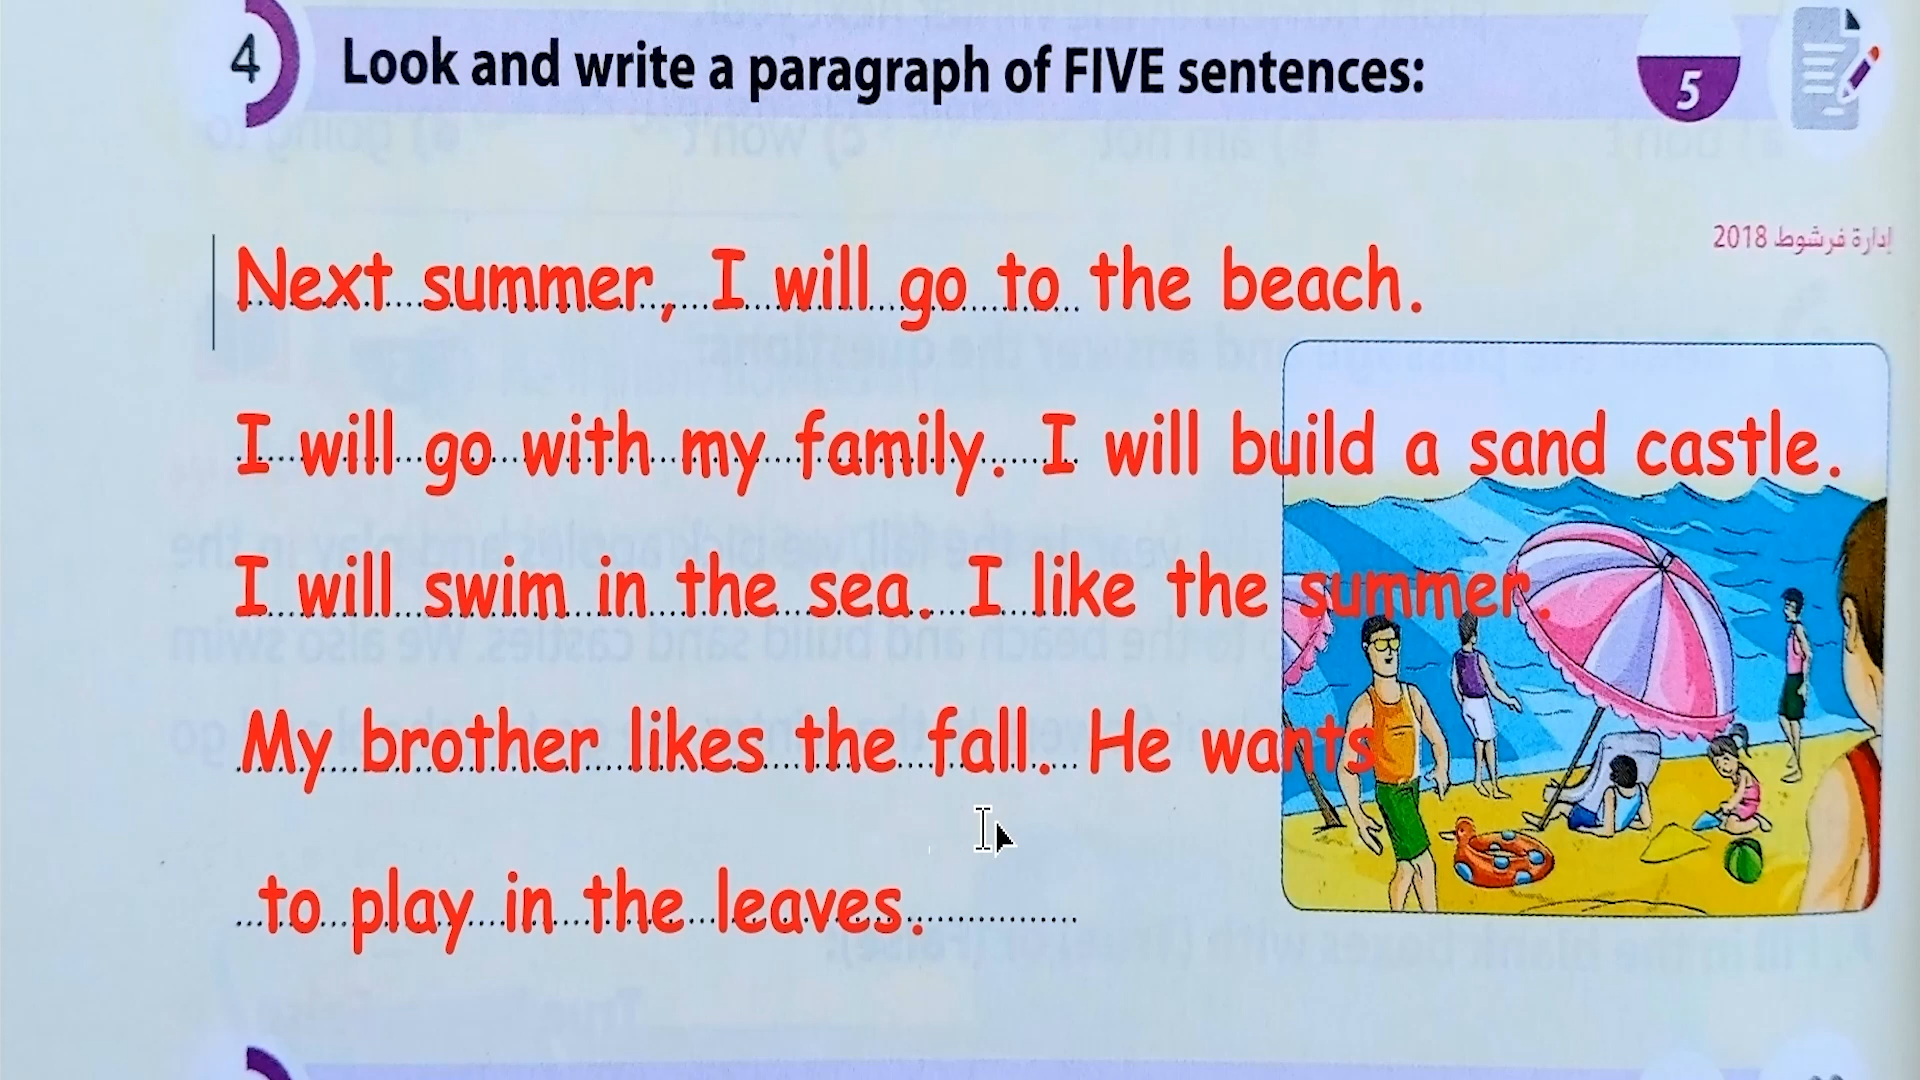 4 Look and write a paragraph of FIVE sentences: 5
إدارة فرشوط 2018
Next summer, I will go to the beach.
I will go with my family. I will build a sand castle.
I will swim in the sea. I like the summer.
My brother likes the fall. He wants
to play in the leaves.